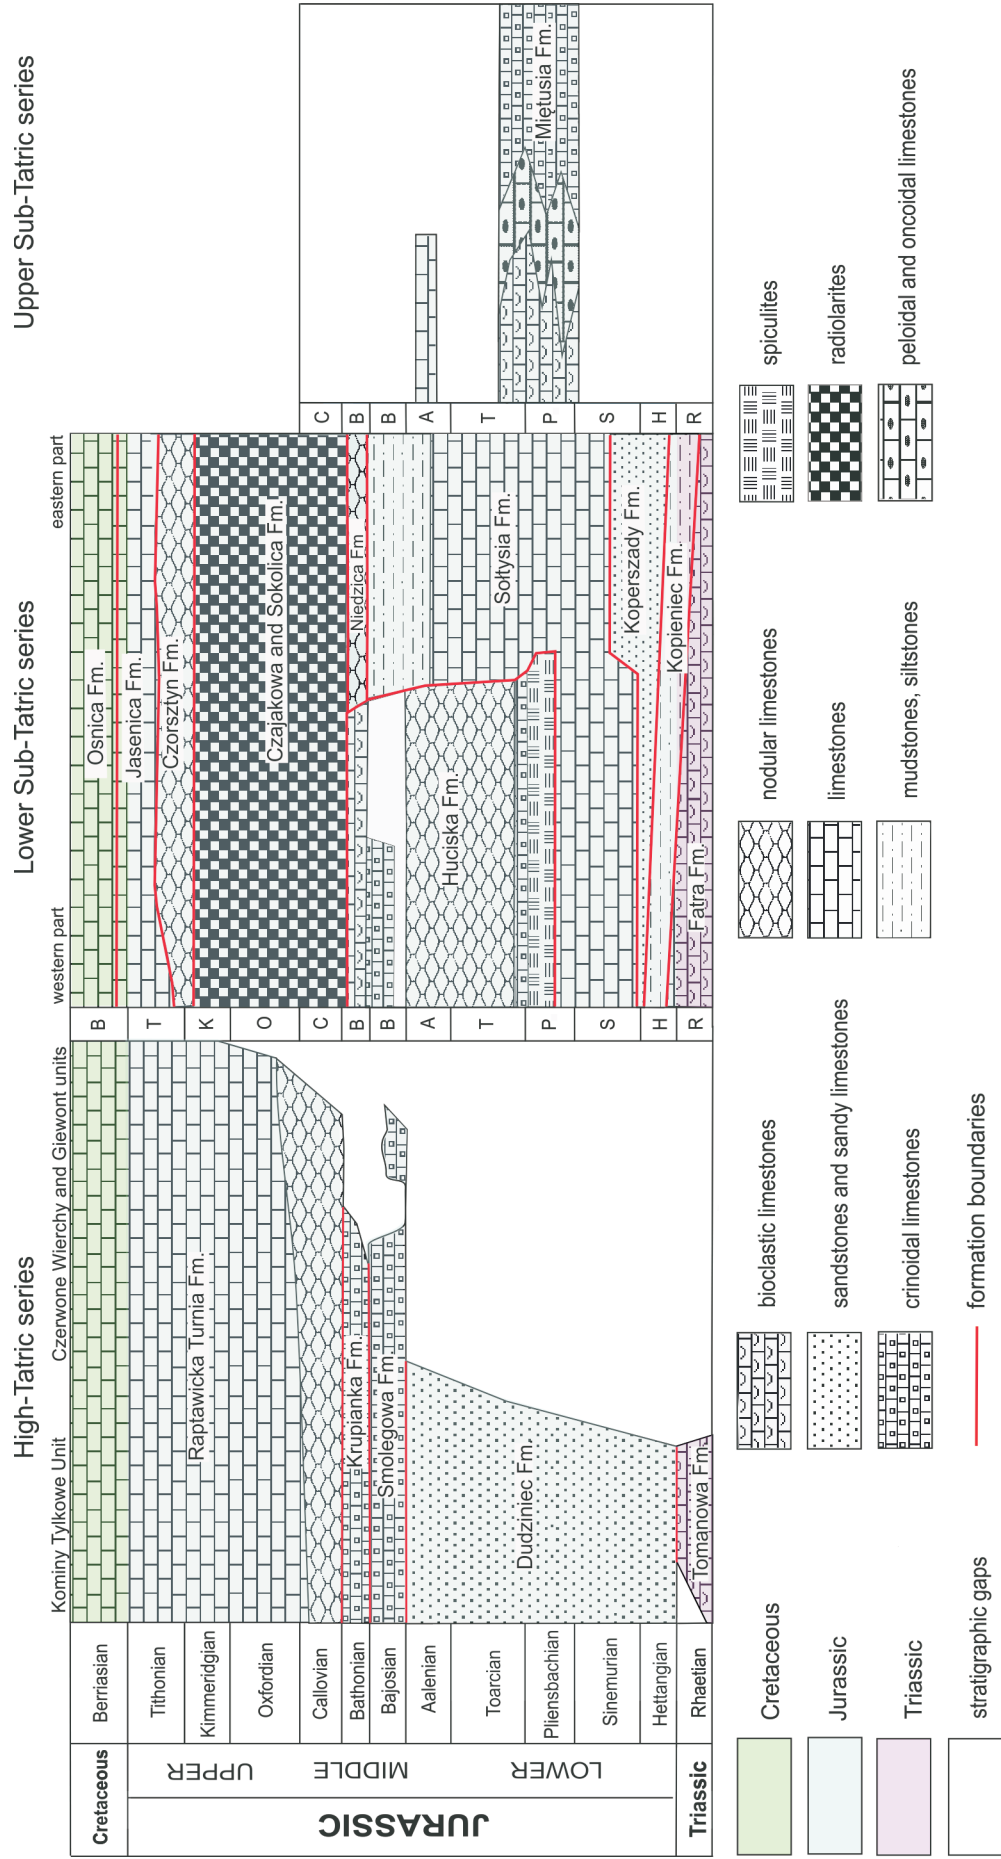 High-Tatric series
Lower Sub-Tatric series
Upper Sub-Tatric series
Kominy Tylkowe Unit
Czerwone Wierchy and Giewont units
western part
eastern part
Cretaceous
JURASSIC
UPPER
MIDDLE
LOWER
Triassic
Berriasian
Tithonian
Kimmeridgian
Oxfordian
Callovian
Bathonian
Bajosian
Aalenian
Toarcian
Pliensbachian
Sinemurian
Hettangian
Rhaetian
Raptawicka Turnia Fm.
Krupianka Fm.
Smolegowa Fm.
Dudziniec Fm.
Tomanowa Fm.
B
T
K
O
C
B
B
A
T
P
S
H
R
Osnica Fm.
Jasenica Fm.
Czorsztyn Fm.
Czajakowa and Sokolica Fm.
Niedzica Fm
Huciska Fm.
Sołtysia Fm.
Koperszady Fm.
Kopieniec Fm.
Fatra Fm.
C
B
B
A
T
P
S
H
R
Miętusia Fm.
Cretaceous
Jurassic
Triassic
stratigraphic gaps
bioclastic limestones
sandstones and sandy limestones
crinoidal limestones
formation boundaries
nodular limestones
limestones
mudstones, siltstones
spiculites
radiolarites
peloidal and oncoidal limestones